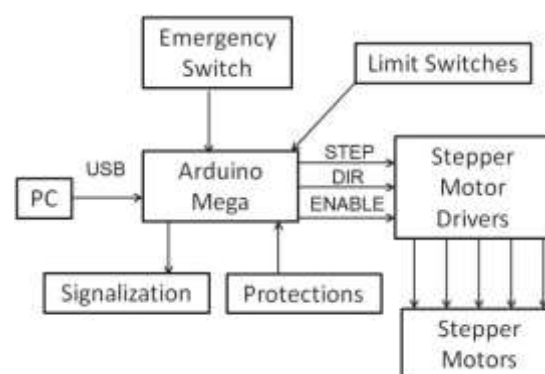 Emergency
Switch
Limit Switches
USB
PC
Arduino
Mega
STEP
DIR
ENABLE
Stepper
Motor
Drivers
Signalization
Protections
Stepper
Motors